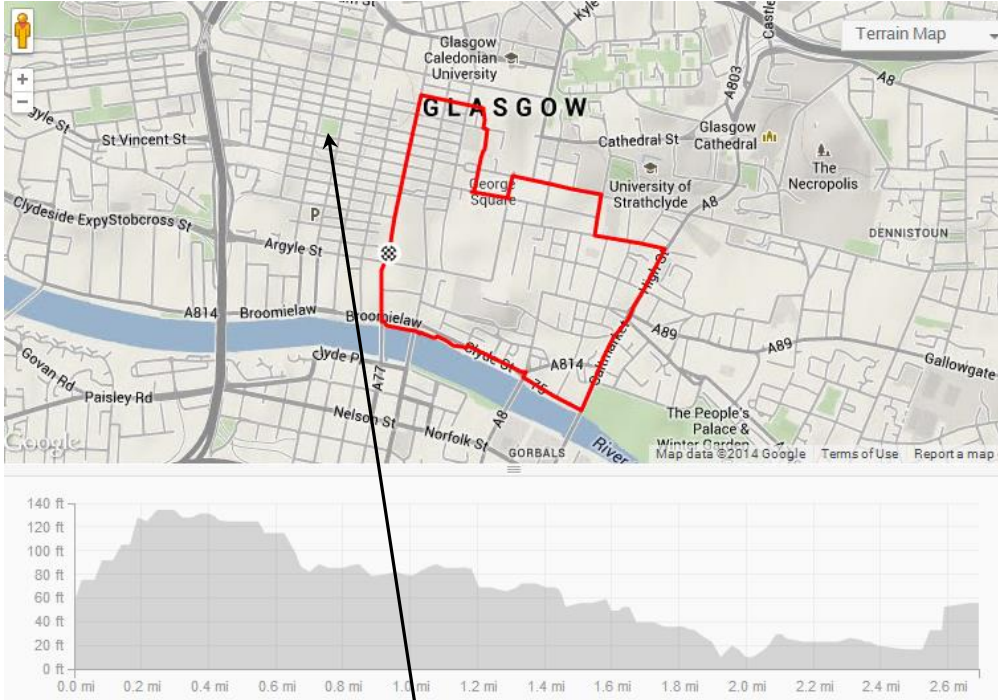 Terrain Map
Kyle
Castle
Glasgow
Caledonian
University
GLASGOW
A803
A8
Argyle St
St Vincent St
Cathedral St
Glasgow
Cathedral
The
Necropolis
George
Square
University of
Strathclyde
A8
P
Clydeside Expy
Stobcross St
DENNISTOUN
Argyle St
High St
A814
Broomielaw
Broomielaw
A89
A89
Gallowgate
Saltmarket
Clyde St
A814
75
Govan Rd
Paisley Rd
A77
Nelson St
Norfolk St
A8
The People's
Palace &
Winter Garden
GORBALS
River
Google
Map data ©2014 Google
Terms of Use
Report a map
140 ft
120 ft
100 ft
80 ft
60 ft
40 ft
20 ft
0 ft
0.0 mi 0.2 mi 0.4 mi 0.6 mi 0.8 mi 1.0 mi 1.2 mi 1.4 mi 1.6 mi 1.8 mi 2.0 mi 2.2 mi 2.4 mi 2.6 mi